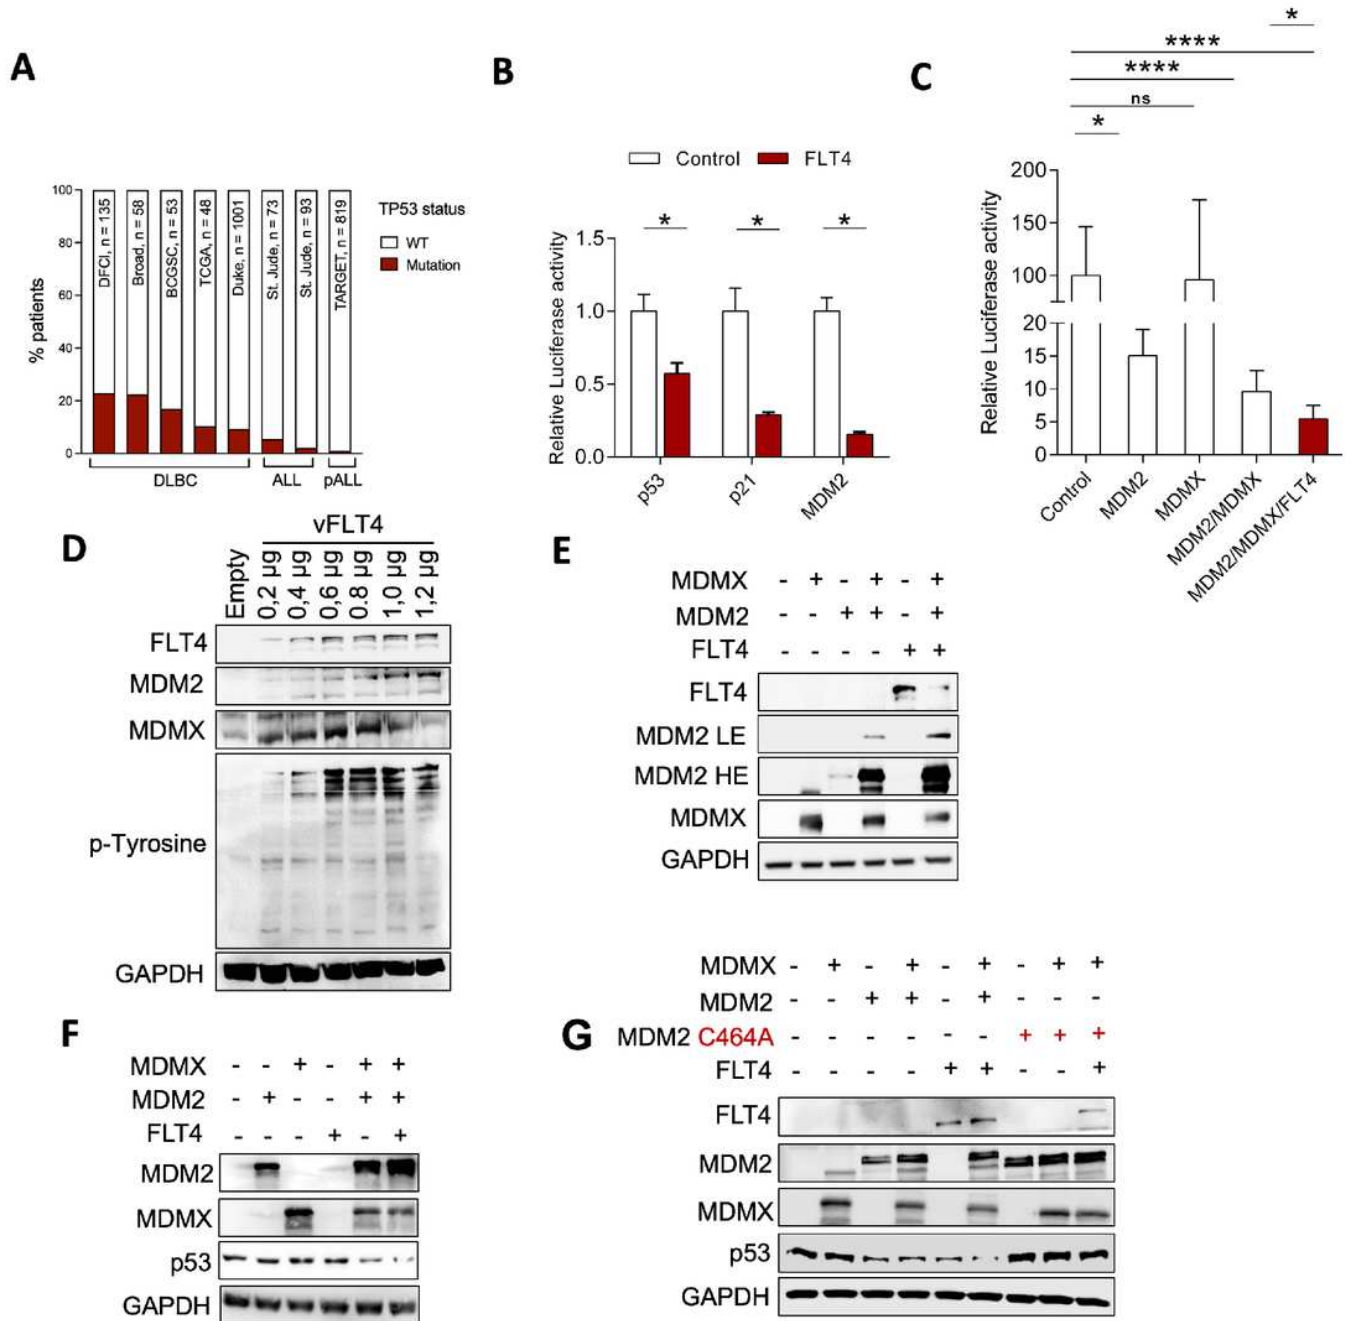 A
% patients
100
80
60
40
20
0
DFCI, n = 135
Broad, n = 58
BCGSC, n = 53
TCGA, n = 48
Duke, n = 1001
St. Jude, n = 73
St. Jude, n = 93
TARGET, n = 819
TP53 status
WT
Mutation
DLBC
ALL
pALL
B
Control
FLT4
Relative Luciferase activity
1.5
1.0
0.5
0.0
*
*
*
p53
p21
MDM2
C
*
****
****
ns
*
Relative Luciferase activity
200
150
100
20
15
10
5
0
Control
MDM2
MDMX
MDM2/MDMX
MDM2/MDMX/FLT4
D
vFLT4
Empty
0,2 µg
0,4 µg
0,6 µg
0.8 µg
1,0 µg
1,2 µg
FLT4
MDM2
MDMX
p-Tyrosine
GAPDH
E
MDMX - + - + - +
MDM2 - - + + - +
FLT4 - - - - + +
FLT4
MDM2 LE
MDM2 HE
MDMX
GAPDH
F
MDMX - - + - + +
MDM2 - + - - + +
FLT4 - - - + - +
MDM2
MDMX
p53
GAPDH
G
MDMX - + - + - + - + +
MDM2 - - + + - + - - -
MDM2 C464A - - - - - - + + +
FLT4 - - - - + + - - +
FLT4
MDM2
MDMX
p53
GAPDH